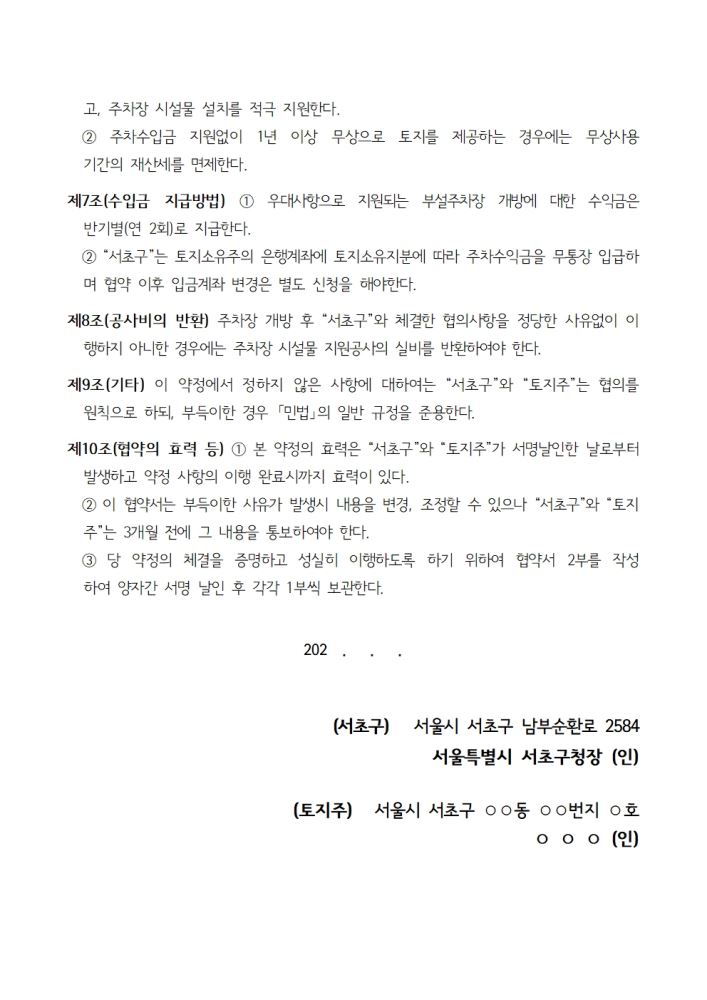 고, 주차장 시설물 설치를 적극 지원한다.
② 주차수입금 지원없이 1년 이상 무상으로 토지를 제공하는 경우에는 무상사용
기간의 재산세를 면제한다.
제7조(수입금 지급방법) ① 우대사항으로 지원되는 부설주차장 개방에 대한 수익금은
반기별(연 2회)로 지급한다.
② “서초구”는 토지소유주의 은행계좌에 토지소유지분에 따라 주차수익금을 무통장 입급하
며 협약 이후 입금계좌 변경은 별도 신청을 해야한다.
제8조(공사비의 반환) 주차장 개방 후 “서초구”와 체결한 협의사항을 정당한 사유없이 이
행하지 아니한 경우에는 주차장 시설물 지원공사의 실비를 반환하여야 한다.
제9조(기타) 이 약정에서 정하지 않은 사항에 대하여는 “서초구”와 “토지주”는 협의를
원칙으로 하되, 부득이한 경우 「민법」의 일반 규정을 준용한다.
제10조(협약의 효력 등) ① 본 약정의 효력은 “서초구”와 “토지주”가 서명날인한 날로부터
발생하고 약정 사항의 이행 완료시까지 효력이 있다.
② 이 협약서는 부득이한 사유가 발생시 내용을 변경, 조정할 수 있으나 “서초구”와 “토지
주”는 3개월 전에 그 내용을 통보하여야 한다.
③ 당 약정의 체결을 증명하고 성실히 이행하도록 하기 위하여 협약서 2부를 작성
하여 양자간 서명 날인 후 각각 1부씩 보관한다.
202 . . .
(서초구) 서울시 서초구 남부순환로 2584
서울특별시 서초구청장 (인)
(토지주) 서울시 서초구 ○○동 ○○번지 ○호
○ ○ ○ (인)